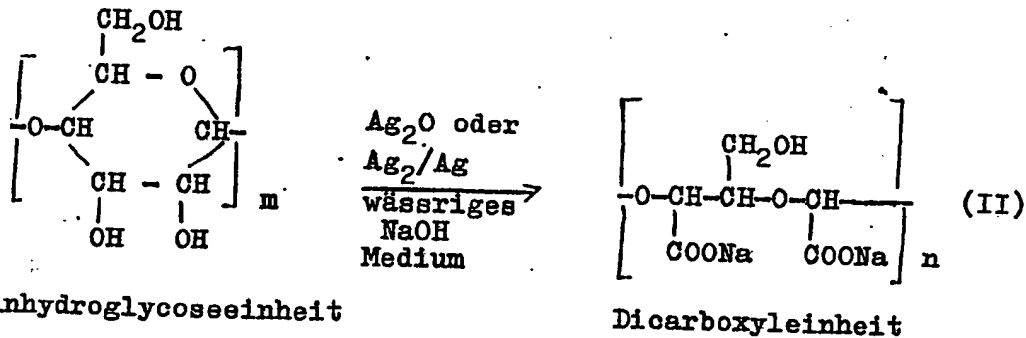 CH2OH
CH - O
-O-CH CH-
CH - CH
OH OH
m
Ag2O oder
Ag2/Ag
wässriges
NaOH
Medium
CH2OH
-O-CH-CH-O-CH-
COONa COONa
n
(II)
nhydroglycoseeinheit
Dicarboxyleinheit